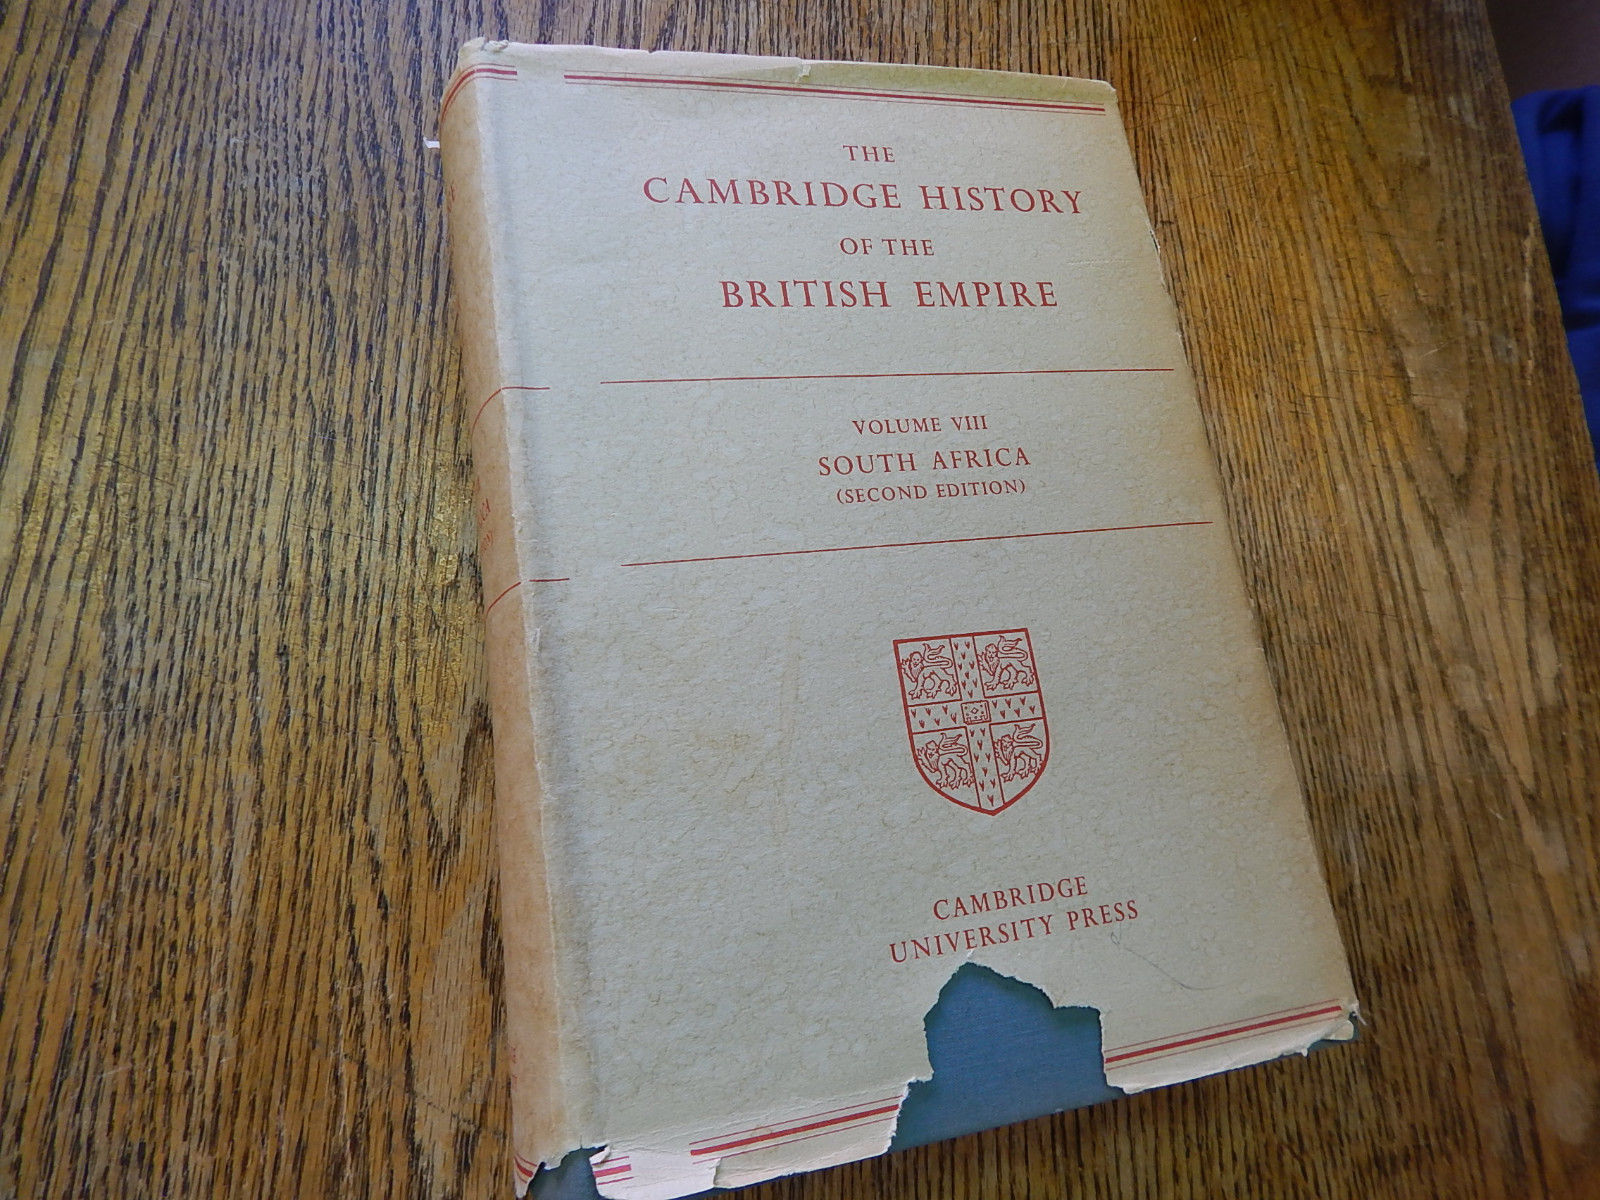 THE
CAMBRIDGE HISTORY
OF THE
BRITISH EMPIRE
VOLUME VIII
SOUTH AFRICA
(SECOND EDITION)
CAMBRIDGE
UNIVERSITY PRESS